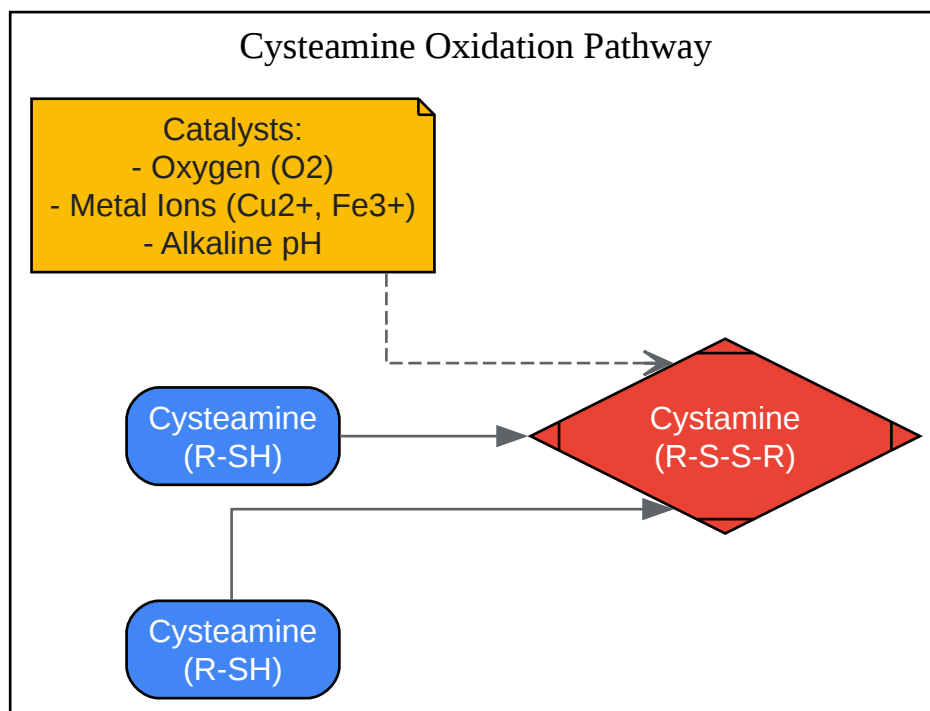 Cysteamine Oxidation Pathway
Catalysts:
- Oxygen (O2)
- Metal Ions (Cu2+, Fe3+)
- Alkaline pH
Cysteamine
(R-SH)
Cystamine
(R-S-S-R)
Cysteamine
(R-SH)